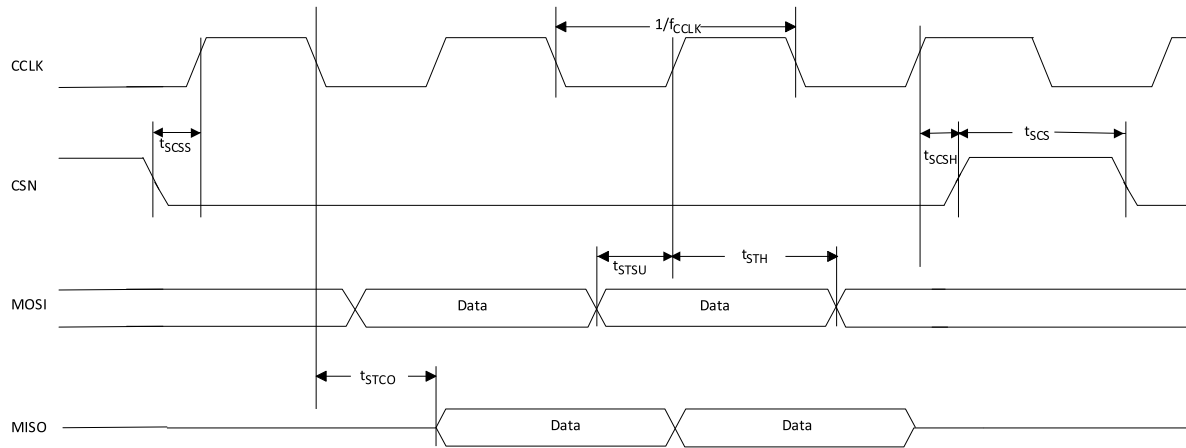 1/fCCLK
CCLK
tSCSS
tSCSH
tSCS
CSN
tSTSU
tSTH
MOSI
Data
Data
tSTCO
MISO
Data
Data